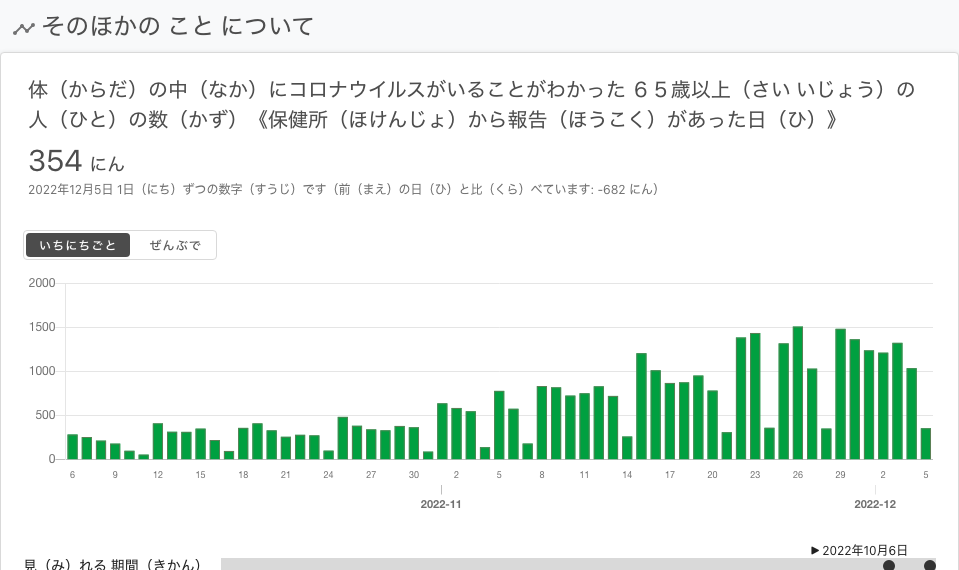 そのほかの こと について
体（からだ）の中（なか）にコロナウイルスがいることがわかった ６５歳以上（さい いじょう）の
人（ひと）の数（かず）《保健所（ほけんじょ）から報告（ほうこく）があった日（ひ）》
354 にん
2022年12月5日 1日（にち）ずつの数字（すうじ）です（前（まえ）の日（ひ）と比（くら）べています: -682 にん）
いちにちごと ぜんぶで
2000
1500
1000
500
0
6 9 12 15 18 21 24 27 30 2 5 8 11 14 17 20 23 26 29 2 5
2022-11 2022-12
▶ 2022年10月6日
見（み）れる 期間（きかん）